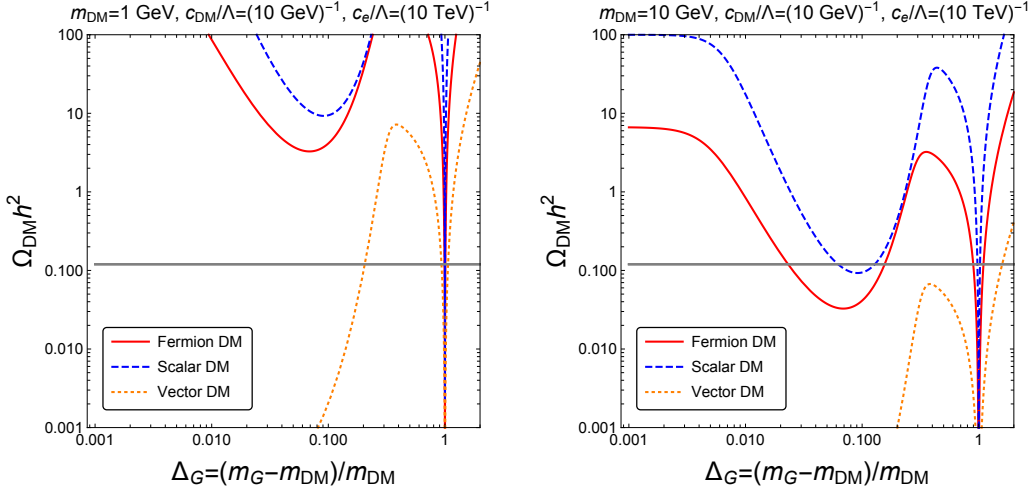 m_DM=1 GeV, c_DM/Λ=(10 GeV)⁻¹, c_e/Λ=(10 TeV)⁻¹
100
10
1
0.100
0.010
0.001
Ω_DM h²
Fermion DM
Scalar DM
Vector DM
0.001 0.010 0.100 1
Δ_G=(m_G−m_DM)/m_DM
m_DM=10 GeV, c_DM/Λ=(10 GeV)⁻¹, c_e/Λ=(10 TeV)⁻¹
100
10
1
0.100
0.010
0.001
Ω_DM h²
Fermion DM
Scalar DM
Vector DM
0.001 0.010 0.100 1
Δ_G=(m_G−m_DM)/m_DM